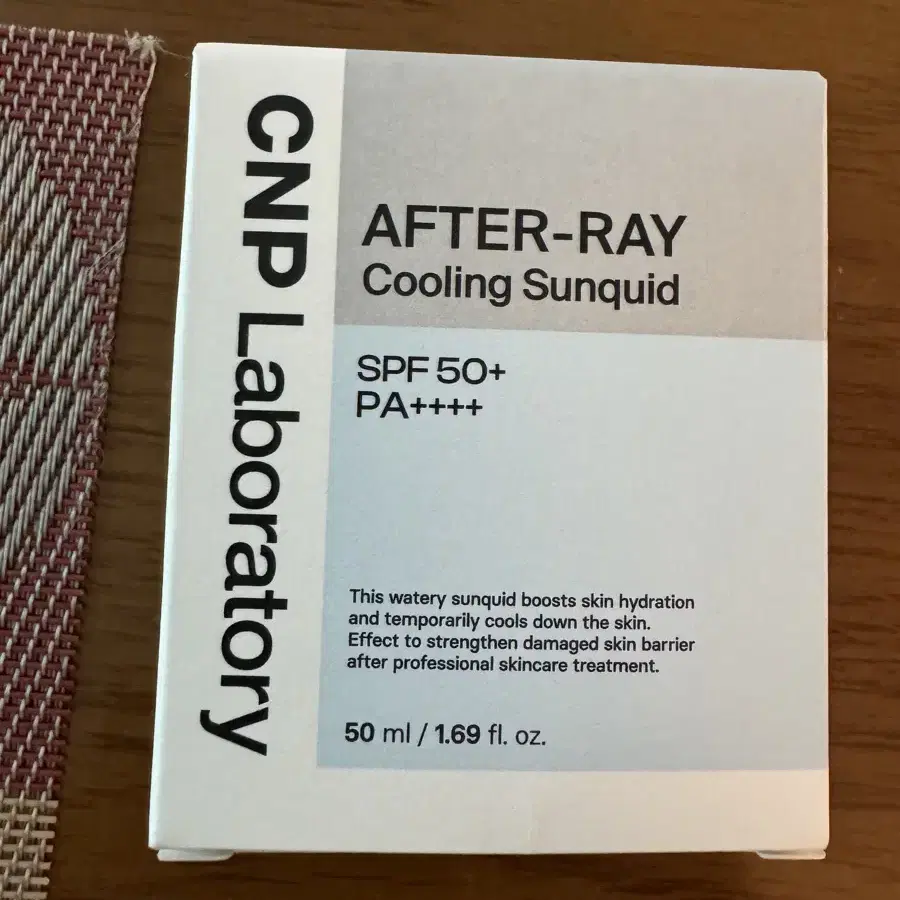 CNP Laboratory
AFTER-RAY
Cooling Sunquid
SPF 50+
PA++++
This watery sunquid boosts skin hydration
and temporarily cools down the skin.
Effect to strengthen damaged skin barrier
after professional skincare treatment.
50 ml / 1.69 fl. oz.